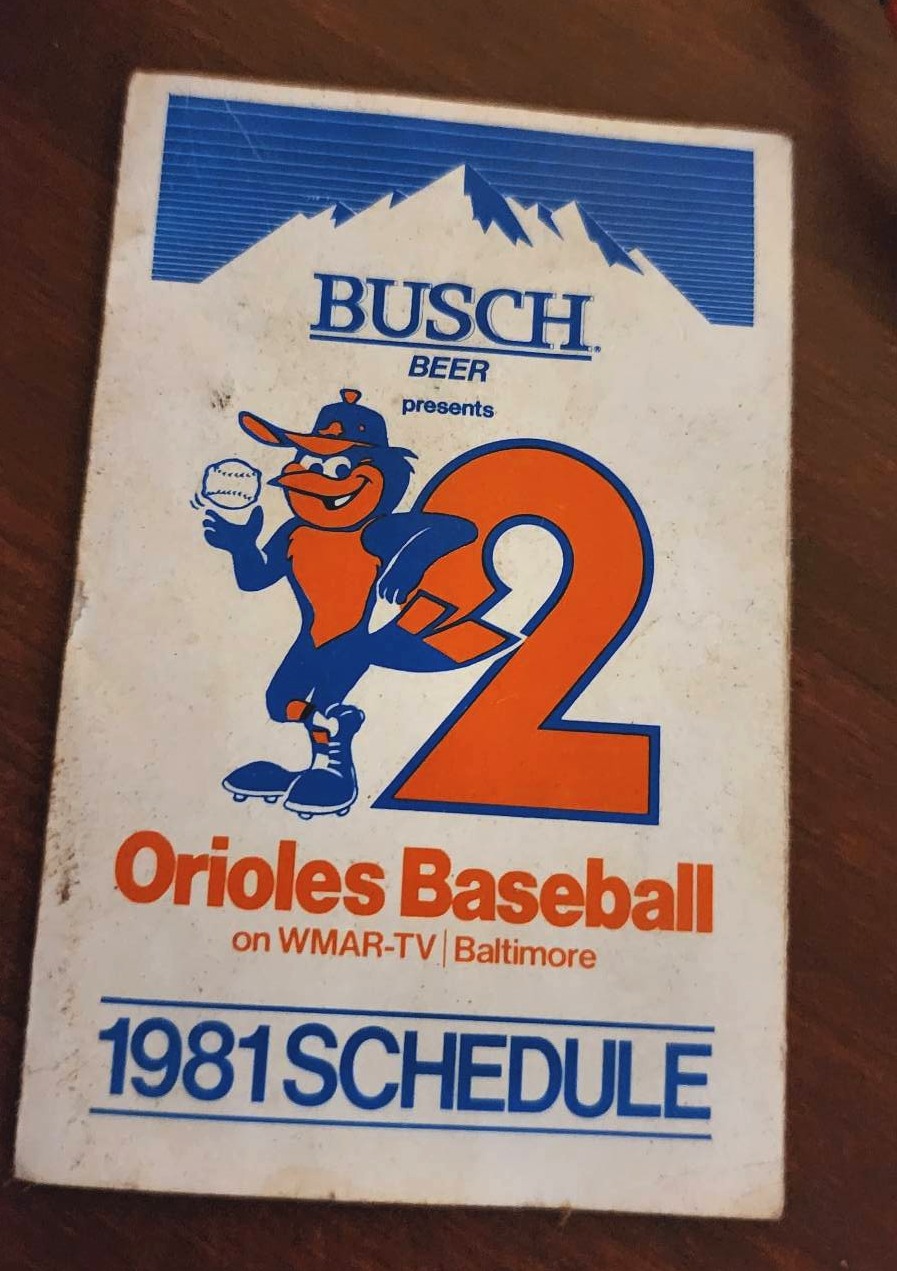 BUSCH
BEER
presents
2
Orioles Baseball
on WMAR-TV | Baltimore
1981 SCHEDULE